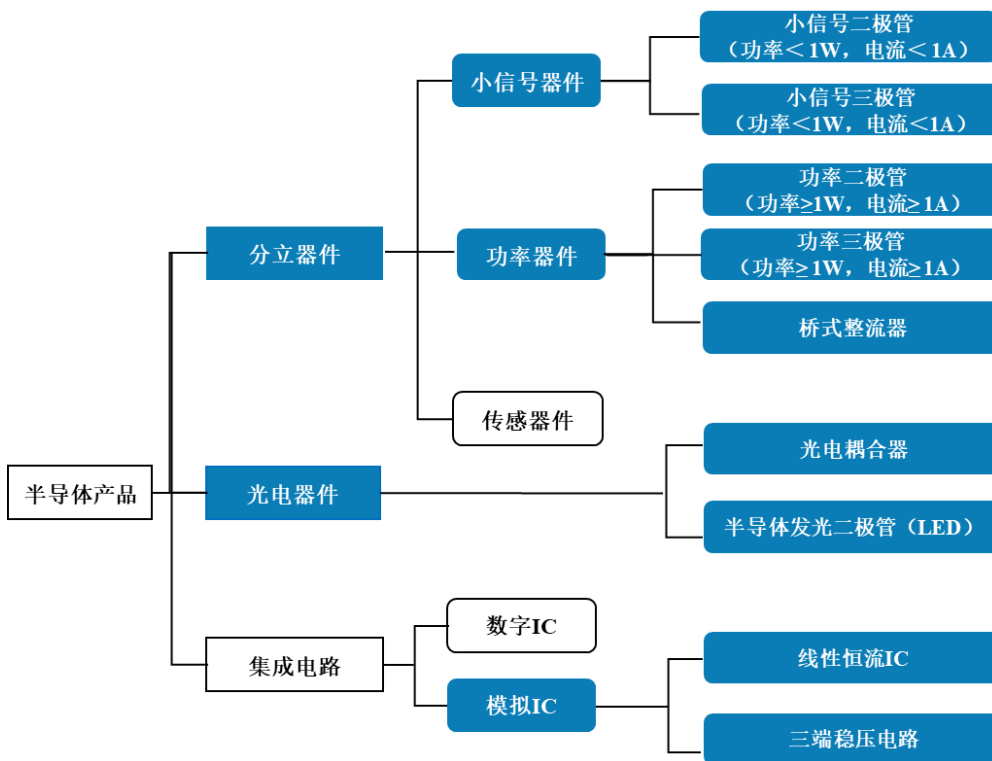 小信号二极管
（功率＜1W，电流＜1A）
小信号器件
小信号三极管
（功率＜1W，电流＜1A）
功率二极管
（功率≥1W，电流≥1A）
分立器件
功率器件
功率三极管
（功率≥1W，电流≥1A）
桥式整流器
传感器件
光电耦合器
半导体产品
光电器件
半导体发光二极管（LED）
数字IC
集成电路
线性恒流IC
模拟IC
三端稳压电路